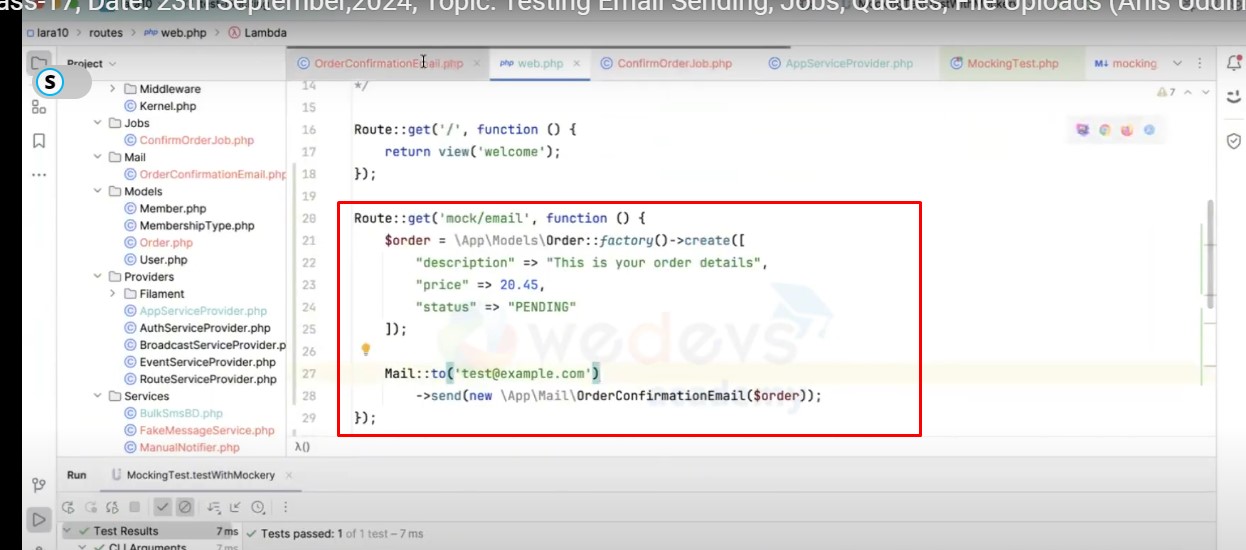 ass-17, Date: 23th September,2024, Topic: Testing Email Sending, Jobs, Queues, File Uploads (Anis Uddin
lara10 > routes > php web.php > Lambda
Project
OrderConfirmationEmail.php
php web.php
ConfirmOrderJob.php
AppServiceProvider.php
MockingTest.php
M↓ mocking
7
Middleware
Kernel.php
Jobs
ConfirmOrderJob.php
Mail
OrderConfirmationEmail.php
Models
Member.php
MembershipType.php
Order.php
User.php
Providers
Filament
AppServiceProvider.php
AuthServiceProvider.php
BroadcastServiceProvider.p
EventServiceProvider.php
RouteServiceProvider.php
Services
BulkSmsBD.php
FakeMessageService.php
ManualNotifier.php
14 */
15
16 Route::get('/', function () {
17 return view('welcome');
18 });
19
20 Route::get('mock/email', function () {
21 $order = \App\Models\Order::factory()->create([
22 "description" => "This is your order details",
23 "price" => 20.45,
24 "status" => "PENDING"
25 ]);
26
27 Mail::to('test@example.com')
28 ->send(new \App\Mail\OrderConfirmationEmail($order));
29 });
wedevs
academy
λ()
Run
MockingTest.testWithMockery
Test Results 7 ms
Tests passed: 1 of 1 test – 7 ms
CLI Arguments 7 ms
S